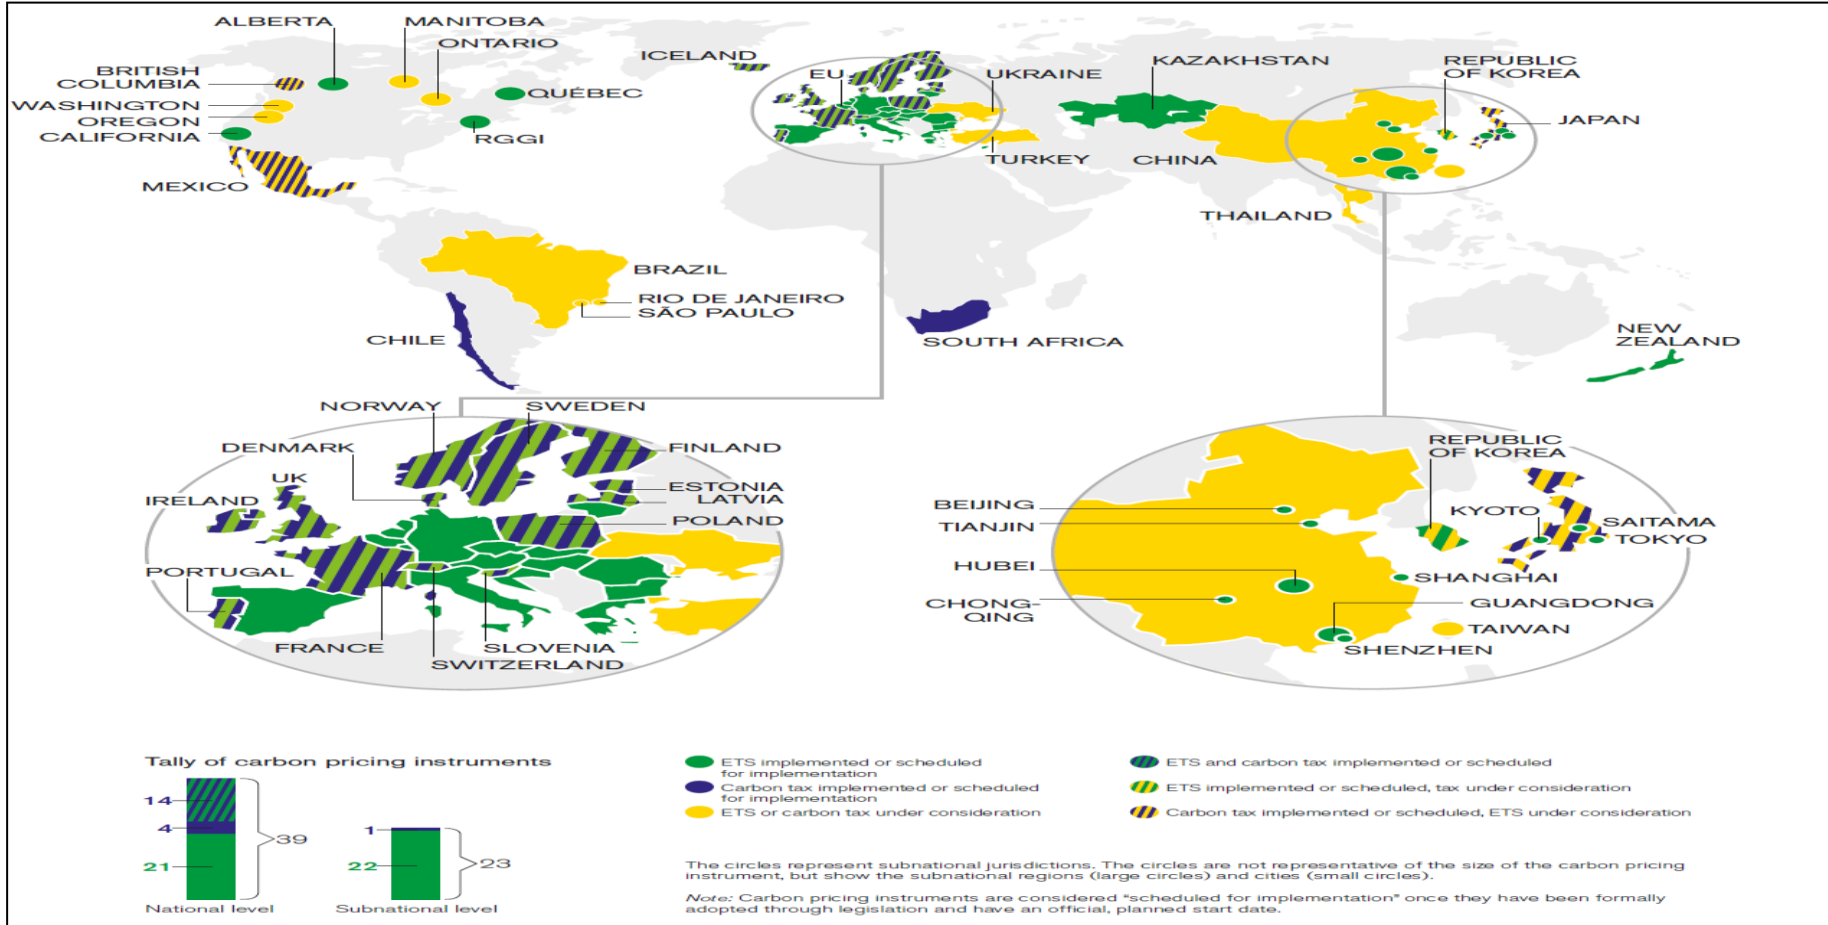 ALBERTA
MANITOBA
ONTARIO
BRITISH
COLUMBIA
WASHINGTON
OREGON
CALIFORNIA
QUÉBEC
RGGI
MEXICO
ICELAND
EU
UKRAINE
TURKEY
KAZAKHSTAN
CHINA
REPUBLIC
OF KOREA
JAPAN
THAILAND
BRAZIL
RIO DE JANEIRO
SÃO PAULO
CHILE
SOUTH AFRICA
NEW
ZEALAND
NORWAY
SWEDEN
DENMARK
FINLAND
UK
IRELAND
ESTONIA
LATVIA
POLAND
PORTUGAL
FRANCE
SLOVENIA
SWITZERLAND
REPUBLIC
OF KOREA
BEIJING
TIANJIN
KYOTO
SAITAMA
TOKYO
HUBEI
SHANGHAI
CHONG-
QING
GUANGDONG
TAIWAN
SHENZHEN
Tally of carbon pricing instruments
14
4
21
39
National level
1
22
23
Subnational level
ETS implemented or scheduled
for implementation
Carbon tax implemented or scheduled
for implementation
ETS or carbon tax under consideration
ETS and carbon tax implemented or scheduled
ETS implemented or scheduled, tax under consideration
Carbon tax implemented or scheduled, ETS under consideration
The circles represent subnational jurisdictions. The circles are not representative of the size of the carbon pricing
instrument, but show the subnational regions (large circles) and cities (small circles).
Note: Carbon pricing instruments are considered “scheduled for implementation” once they have been formally
adopted through legislation and have an official, planned start date.